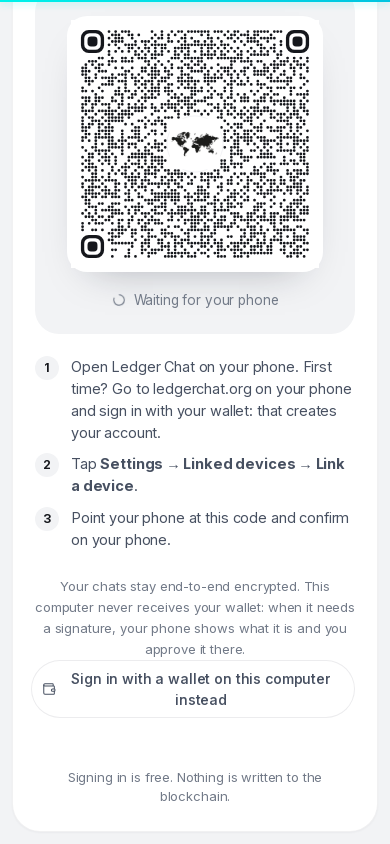 Waiting for your phone
1 Open Ledger Chat on your phone. First
time? Go to ledgerchat.org on your phone
and sign in with your wallet: that creates
your account.
2 Tap Settings → Linked devices → Link
a device.
3 Point your phone at this code and confirm
on your phone.
Your chats stay end-to-end encrypted. This
computer never receives your wallet: when it needs
a signature, your phone shows what it is and you
approve it there.
Sign in with a wallet on this computer
instead
Signing in is free. Nothing is written to the
blockchain.